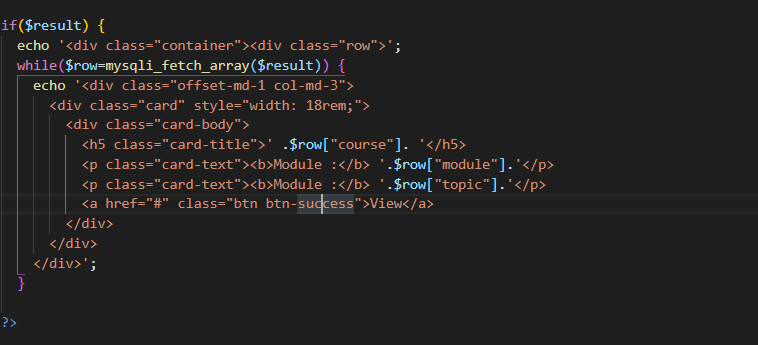 if($result) {
echo '<div class="container"><div class="row">';
while($row=mysqli_fetch_array($result)) {
echo '<div class="offset-md-1 col-md-3">
<div class="card" style="width: 18rem;">
<div class="card-body">
<h5 class="card-title">' .$row["course"]. '</h5>
<p class="card-text"><b>Module :</b> '.$row["module"].'</p>
<p class="card-text"><b>Module :</b> '.$row["topic"].'</p>
<a href="#" class="btn btn-success">View</a>
</div>
</div>
</div>';
}
?>